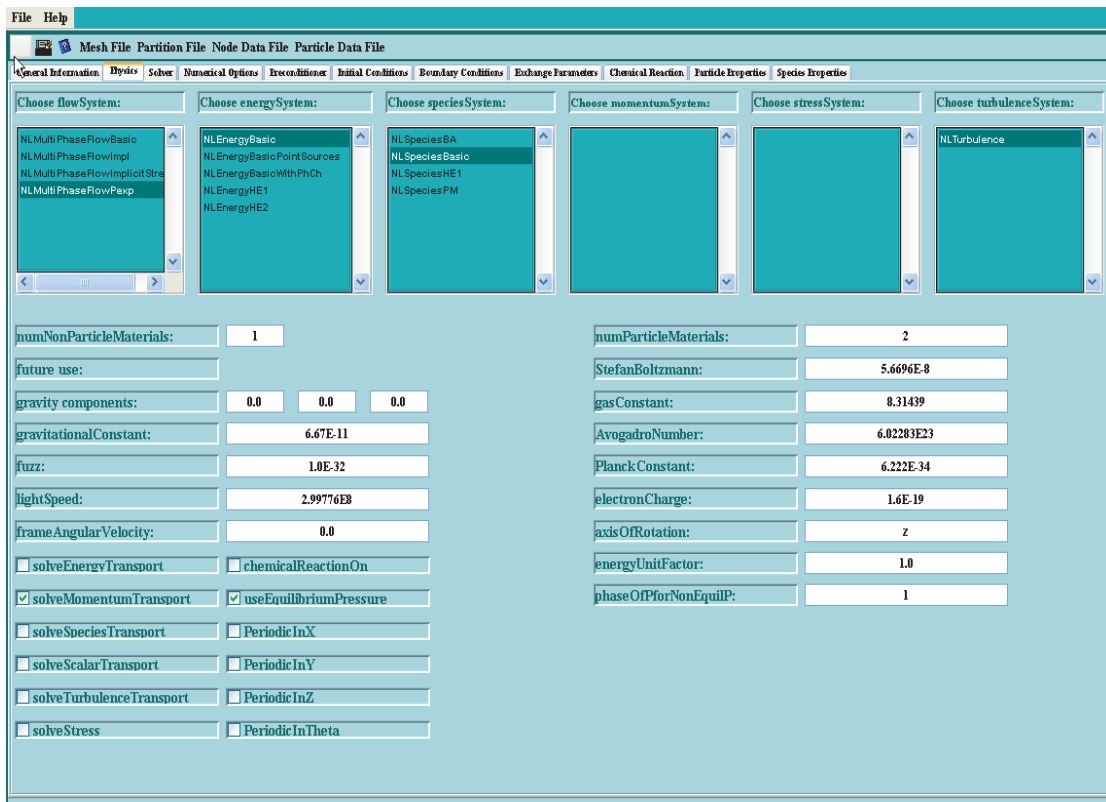 File Help
Mesh File Partition File Node Data File Particle Data File
General Information Physics Solver Numerical Options Preconditioner Initial Conditions Boundary Conditions Exchange Parameters Chemical Reaction Particle Properties Species Properties
Choose flowSystem: Choose energySystem: Choose speciesSystem: Choose momentumSystem: Choose stressSystem: Choose turbulenceSystem:
NLMultiPhaseFlowBasic NLEnergyBasic NLSpeciesBA NLTurbulence
NLMultiPhaseFlowImpl NLEnergyBasicPointSources NLSpeciesBasic
NLMultiPhaseFlowImplicitStre NLEnergyBasicWithPhCh NLSpeciesHE1
NLMultiPhaseFlowPexp NLEnergyHE1 NLSpeciesPM
NLEnergyHE2
numNonParticleMaterials: 1 numParticleMaterials: 2
future use: StefanBoltzmann: 5.6696E-8
gravity components: 0.0 0.0 0.0 gasConstant: 8.31439
gravitationalConstant: 6.67E-11 AvogadroNumber: 6.02283E23
fuzz: 1.0E-32 PlanckConstant: 6.222E-34
lightSpeed: 2.99776E8 electronCharge: 1.6E-19
frameAngularVelocity: 0.0 axisOfRotation: z
solveEnergyTransport chemicalReactionOn energyUnitFactor: 1.0
solveMomentumTransport useEquilibriumPressure phaseOfPforNonEquilP: 1
solveSpeciesTransport PeriodicInX
solveScalarTransport PeriodicInY
solveTurbulenceTransport PeriodicInZ
solveStress PeriodicInTheta